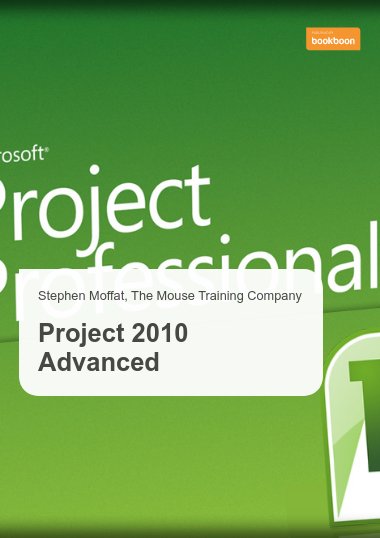 bookboon
rosoft®
Project
Professional
Stephen Moffat, The Mouse Training Company
Project 2010
Advanced